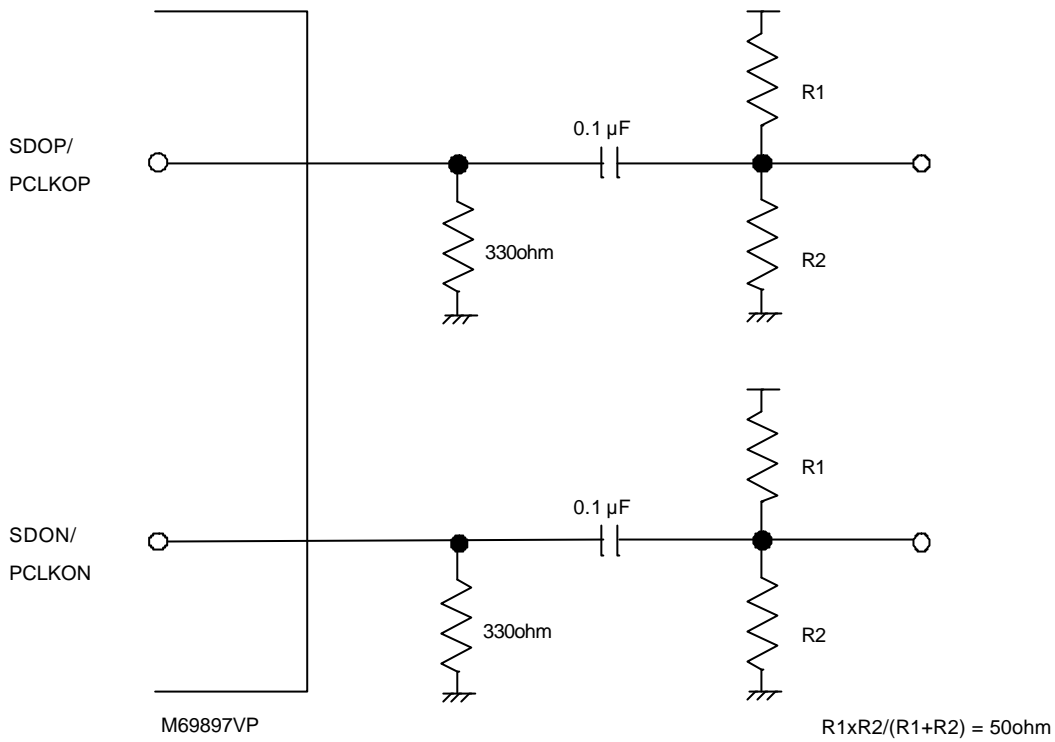 R1
0.1 µF
SDOP/
PCLKOP
330ohm
R2
R1
0.1 µF
SDON/
PCLKON
330ohm
R2
M69897VP
R1xR2/(R1+R2) = 50ohm